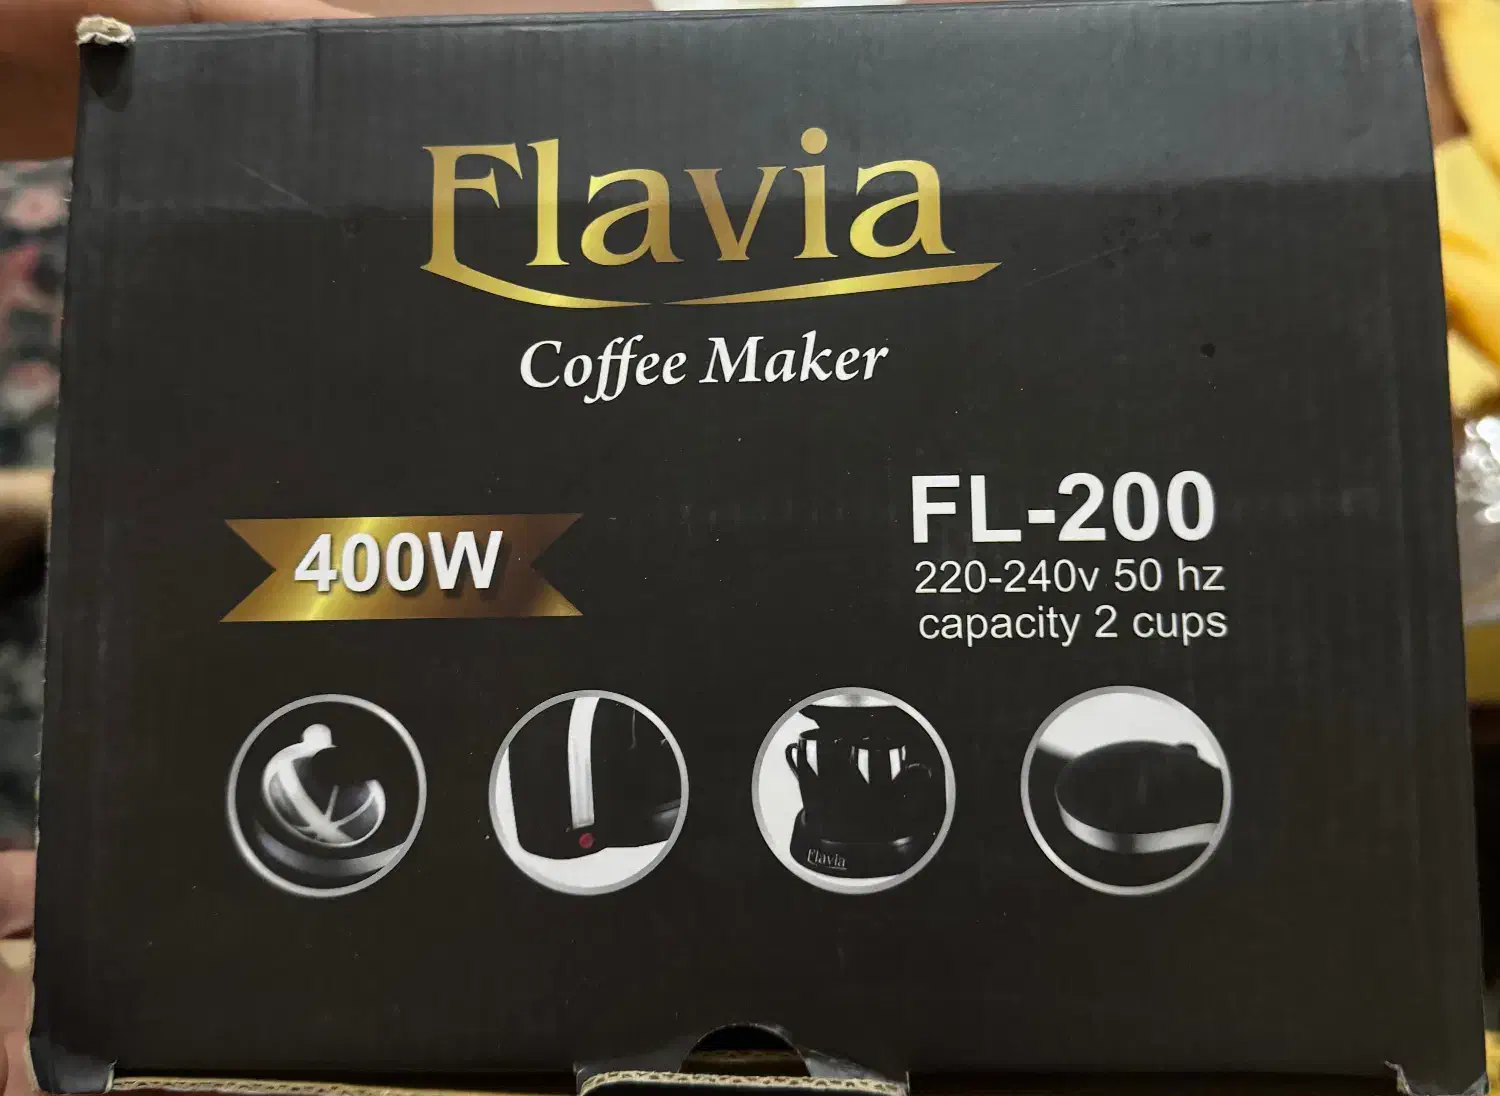 Flavia
Coffee Maker
400W
FL-200
220-240v 50 hz
capacity 2 cups
Flavia